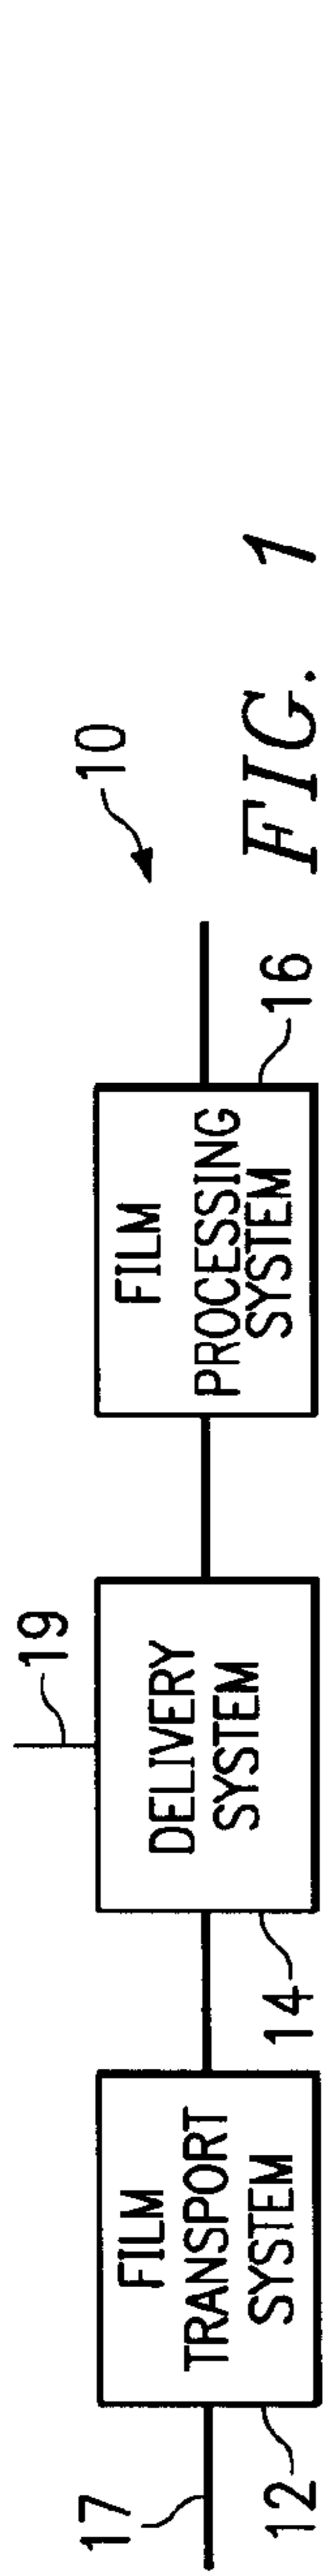 10
19
17
FILM
TRANSPORT
SYSTEM
DELIVERY
SYSTEM
FILM
PROCESSING
SYSTEM
12
14
16
FIG. 1